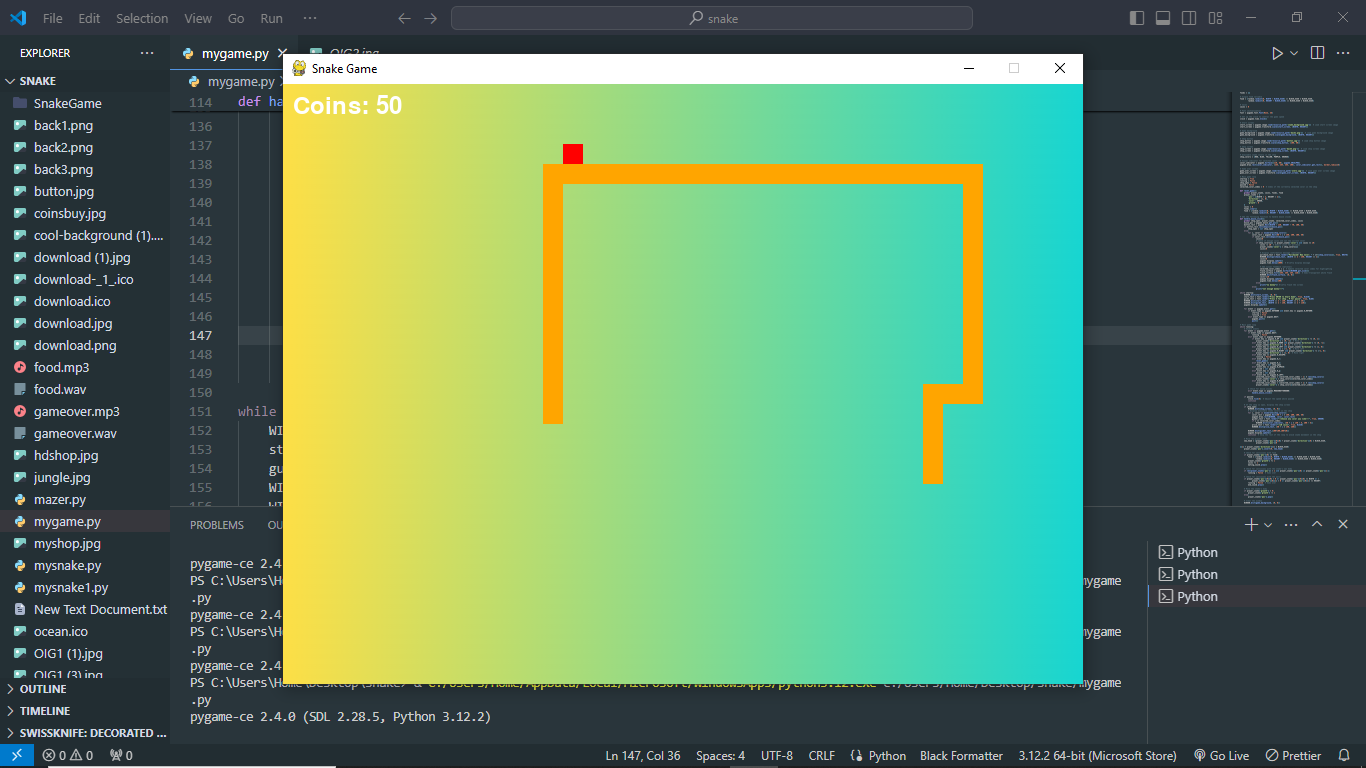 File Edit Selection View Go Run ···
snake
EXPLORER ···
mygame.py
OIG2.jpg
SNAKE
mygame.py
Snake Game
Coins: 50
SnakeGame
back1.png
back2.png
back3.png
button.jpg
coinsbuy.jpg
cool-background (1)....
download (1).jpg
download-_1_.ico
download.ico
download.jpg
download.png
food.mp3
food.wav
gameover.mp3
gameover.wav
hdshop.jpg
jungle.jpg
mazer.py
mygame.py
myshop.jpg
mysnake.py
mysnake1.py
New Text Document.txt
ocean.ico
OIG1 (1).jpg
OIG1 (3).jpg
OUTLINE
TIMELINE
SWISSKNIFE: DECORATED ...
114 def ha
136
137
138
139
140
141
142
143
144
145
146
147
148
149
150
151 while
152 WI
153 st
154 gu
155 WI
156
PROBLEMS OU
pygame-ce 2.4
PS C:\Users\Ho mygame
.py
pygame-ce 2.4
PS C:\Users\Ho mygame
.py
pygame-ce 2.4
PS C:\Users\Home\Desktop\Snake> & C:/Users/Home/AppData/Local/Microsoft/WindowsApps/python3.12.exe c:/Users/Home/Desktop/Snake/mygame
.py
pygame-ce 2.4.0 (SDL 2.28.5, Python 3.12.2)
Python
Python
Python
0 0 0
Ln 147, Col 36 Spaces: 4 UTF-8 CRLF Python Black Formatter 3.12.2 64-bit (Microsoft Store) Go Live Prettier